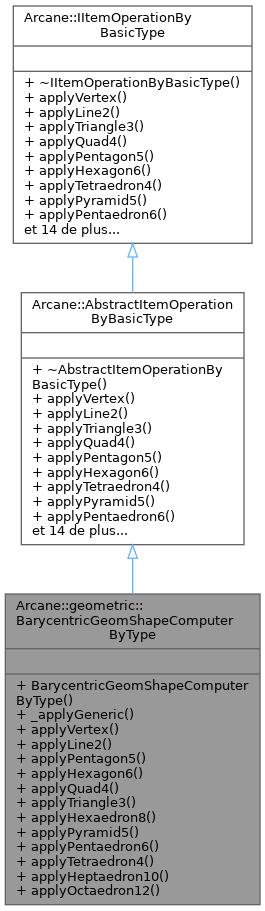 Arcane::IItemOperationBy
BasicType
+ ~IItemOperationByBasicType()
+ applyVertex()
+ applyLine2()
+ applyTriangle3()
+ applyQuad4()
+ applyPentagon5()
+ applyHexagon6()
+ applyTetraedron4()
+ applyPyramid5()
+ applyPentaedron6()
et 14 de plus...
Arcane::AbstractItemOperation
ByBasicType
+ ~AbstractItemOperationBy
BasicType()
+ applyVertex()
+ applyLine2()
+ applyTriangle3()
+ applyQuad4()
+ applyPentagon5()
+ applyHexagon6()
+ applyTetraedron4()
+ applyPyramid5()
+ applyPentaedron6()
et 14 de plus...
Arcane::geometric::
BarycentricGeomShapeComputer
ByType
+ BarycentricGeomShapeComputer
ByType()
+ _applyGeneric()
+ applyVertex()
+ applyLine2()
+ applyPentagon5()
+ applyHexagon6()
+ applyQuad4()
+ applyTriangle3()
+ applyHexaedron8()
+ applyPyramid5()
+ applyPentaedron6()
+ applyTetraedron4()
+ applyHeptaedron10()
+ applyOctaedron12()